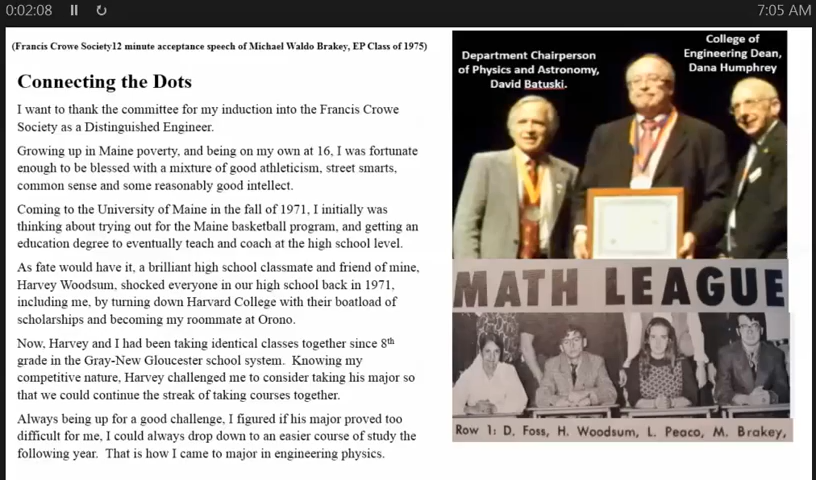 0:02:08
7:05 AM
(Francis Crowe Society12 minute acceptance speech of Michael Waldo Brakey, EP Class of 1975)
Connecting the Dots
I want to thank the committee for my induction into the Francis Crowe
Society as a Distinguished Engineer.
Growing up in Maine poverty, and being on my own at 16, I was fortunate
enough to be blessed with a mixture of good athleticism, street smarts,
common sense and some reasonably good intellect.
Coming to the University of Maine in the fall of 1971, I initially was
thinking about trying out for the Maine basketball program, and getting an
education degree to eventually teach and coach at the high school level.
As fate would have it, a brilliant high school classmate and friend of mine,
Harvey Woodsum, shocked everyone in our high school back in 1971,
including me, by turning down Harvard College with their boatload of
scholarships and becoming my roommate at Orono.
Now, Harvey and I had been taking identical classes together since 8th
grade in the Gray-New Gloucester school system. Knowing my
competitive nature, Harvey challenged me to consider taking his major so
that we could continue the streak of taking courses together.
Always being up for a good challenge, I figured if his major proved too
difficult for me, I could always drop down to an easier course of study the
following year. That is how I came to major in engineering physics.
Department Chairperson
of Physics and Astronomy,
David Batuski.
College of
Engineering Dean,
Dana Humphrey
MATH LEAGUE
Row 1: D. Foss, H. Woodsum, L. Peaco, M. Brakey,